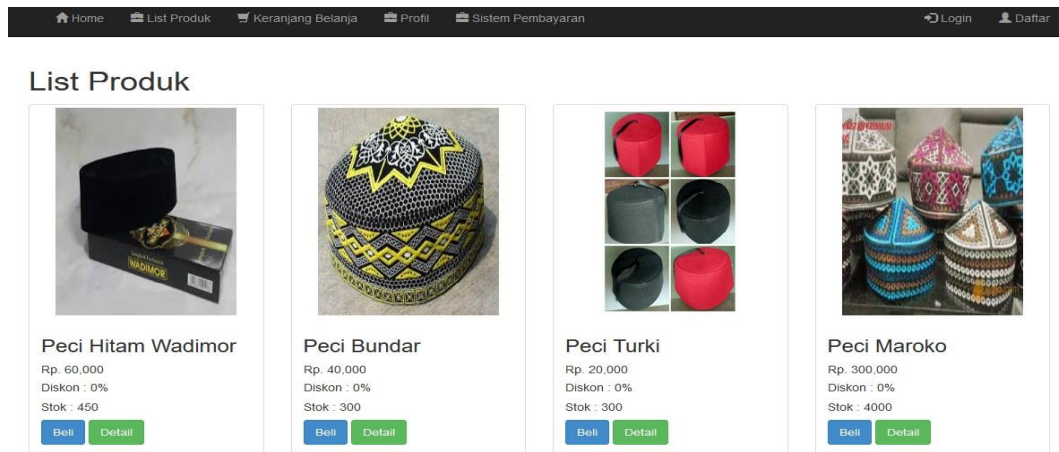 Home List Produk Keranjang Belanja Profil Sistem Pembayaran Login Daftar
List Produk
WADIMOR
Peci Hitam Wadimor Peci Bundar Peci Turki Peci Maroko
Rp. 60,000 Rp. 40,000 Rp. 20,000 Rp. 300,000
Diskon : 0% Diskon : 0% Diskon : 0% Diskon : 0%
Stok : 450 Stok : 300 Stok : 300 Stok : 4000
Beli Detail Beli Detail Beli Detail Beli Detail